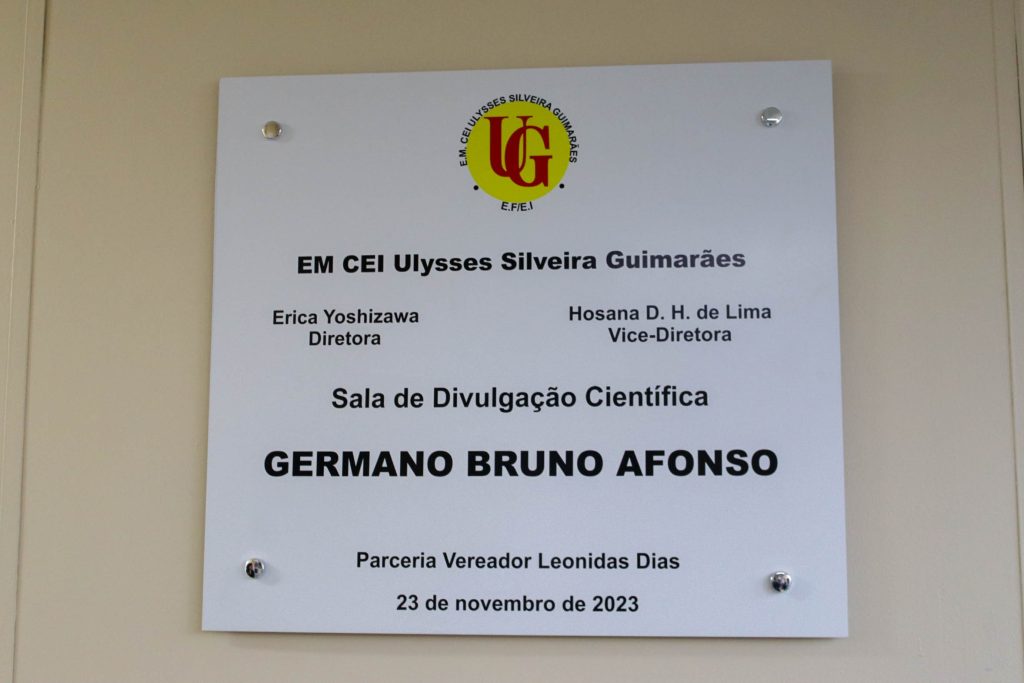 E.M. CEI ULYSSES SILVEIRA GUIMARÃES
UG
E.F/E.I
EM CEI Ulysses Silveira Guimarães
Erica Yoshizawa
Diretora
Hosana D. H. de Lima
Vice-Diretora
Sala de Divulgação Científica
GERMANO BRUNO AFONSO
Parceria Vereador Leonidas Dias
23 de novembro de 2023